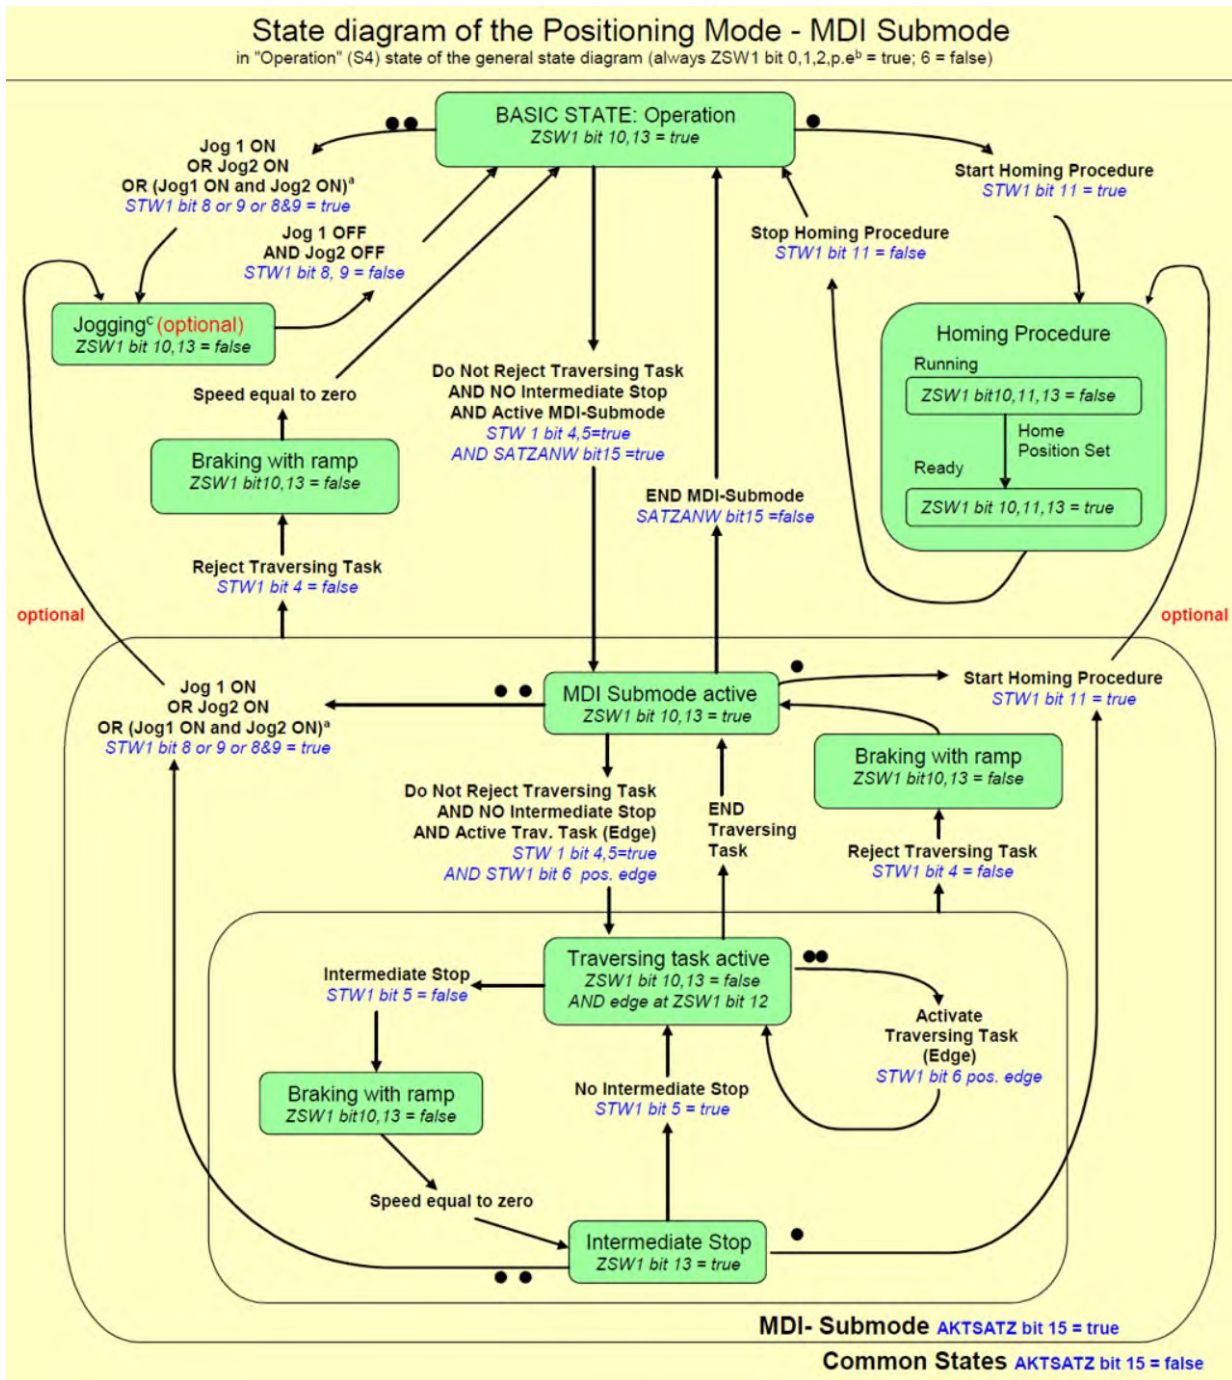 State diagram of the Positioning Mode - MDI Submode
in "Operation" (S4) state of the general state diagram (always ZSW1 bit 0,1,2,p.eᵇ = true; 6 = false)
BASIC STATE: Operation
ZSW1 bit 10,13 = true
Jog 1 ON
OR Jog2 ON
OR (Jog1 ON and Jog2 ON)ᵃ
STW1 bit 8 or 9 or 8&9 = true
Jog 1 OFF
AND Jog2 OFF
STW1 bit 8, 9 = false
Start Homing Procedure
STW1 bit 11 = true
Stop Homing Procedure
STW1 bit 11 = false
Joggingᶜ (optional)
ZSW1 bit 10,13 = false
Homing Procedure
Running
ZSW1 bit10,11,13 = false
Home
Position Set
Ready
ZSW1 bit 10,11,13 = true
Speed equal to zero
Do Not Reject Traversing Task
AND NO Intermediate Stop
AND Active MDI-Submode
STW 1 bit 4,5=true
AND SATZANW bit15 =true
Braking with ramp
ZSW1 bit10,13 = false
END MDI-Submode
SATZANW bit15 =false
Reject Traversing Task
STW1 bit 4 = false
optional
optional
MDI Submode active
ZSW1 bit 10,13 = true
Start Homing Procedure
STW1 bit 11 = true
Jog 1 ON
OR Jog2 ON
OR (Jog1 ON and Jog2 ON)ᵃ
STW1 bit 8 or 9 or 8&9 = true
Braking with ramp
ZSW1 bit10,13 = false
Do Not Reject Traversing Task
AND NO Intermediate Stop
AND Active Trav. Task (Edge)
STW 1 bit 4,5=true
AND STW1 bit 6 pos. edge
END
Traversing
Task
Reject Traversing Task
STW1 bit 4 = false
Traversing task active
ZSW1 bit 10,13 = false
AND edge at ZSW1 bit 12
Intermediate Stop
STW1 bit 5 = false
Activate
Traversing Task
(Edge)
STW1 bit 6 pos. edge
Braking with ramp
ZSW1 bit10,13 = false
No Intermediate Stop
STW1 bit 5 = true
Speed equal to zero
Intermediate Stop
ZSW1 bit 13 = true
MDI- Submode AKTSATZ bit 15 = true
Common States AKTSATZ bit 15 = false